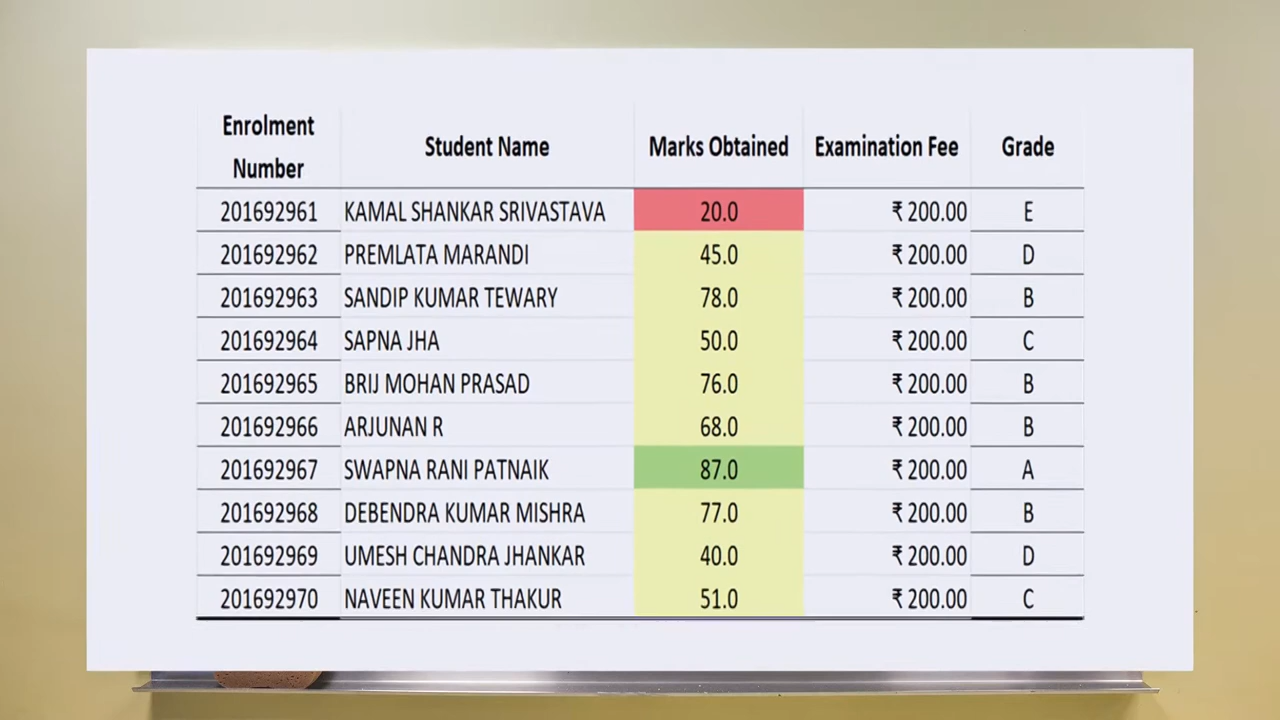 Enrolment Number Student Name Marks Obtained Examination Fee Grade
201692961 KAMAL SHANKAR SRIVASTAVA 20.0 ₹ 200.00 E
201692962 PREMLATA MARANDI 45.0 ₹ 200.00 D
201692963 SANDIP KUMAR TEWARY 78.0 ₹ 200.00 B
201692964 SAPNA JHA 50.0 ₹ 200.00 C
201692965 BRIJ MOHAN PRASAD 76.0 ₹ 200.00 B
201692966 ARJUNAN R 68.0 ₹ 200.00 B
201692967 SWAPNA RANI PATNAIK 87.0 ₹ 200.00 A
201692968 DEBENDRA KUMAR MISHRA 77.0 ₹ 200.00 B
201692969 UMESH CHANDRA JHANKAR 40.0 ₹ 200.00 D
201692970 NAVEEN KUMAR THAKUR 51.0 ₹ 200.00 C